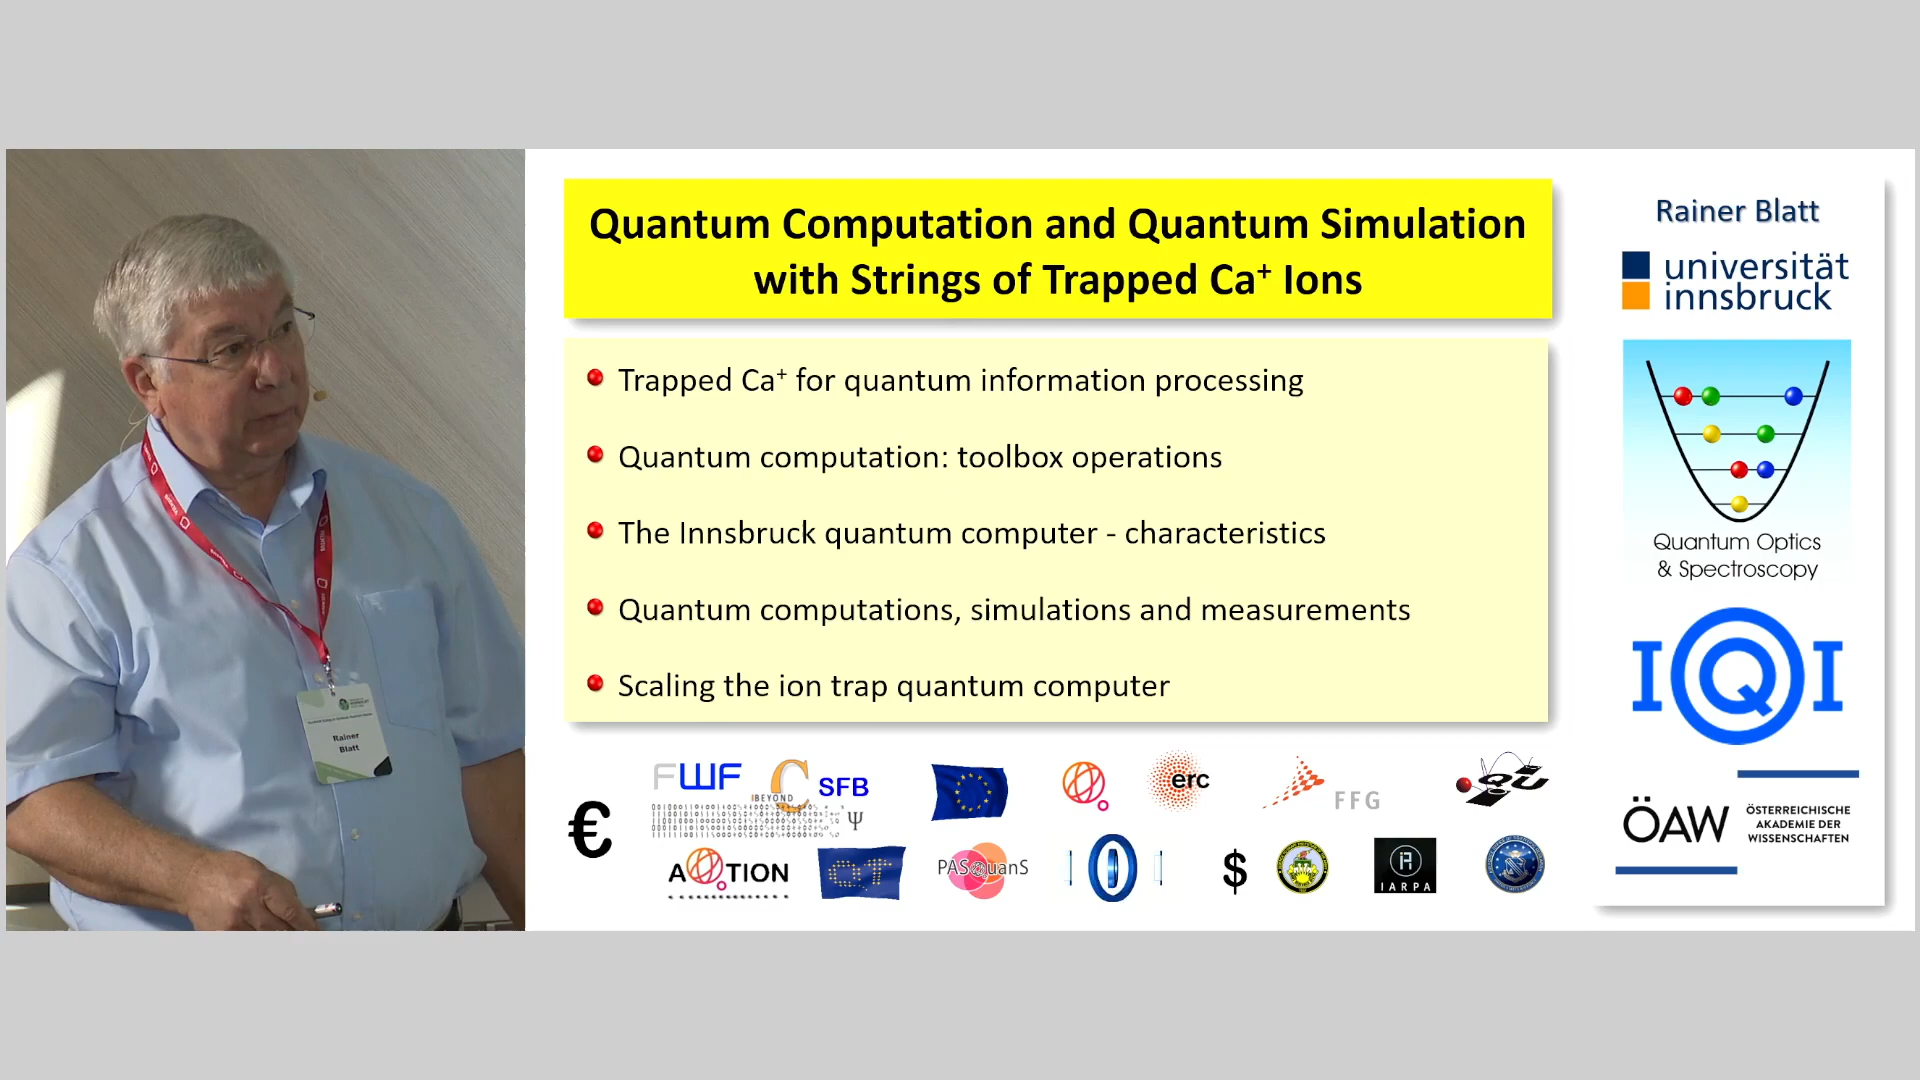 Quantum Computation and Quantum Simulation
with Strings of Trapped Ca⁺ Ions
Trapped Ca⁺ for quantum information processing
Quantum computation: toolbox operations
The Innsbruck quantum computer - characteristics
Quantum computations, simulations and measurements
Scaling the ion trap quantum computer
Rainer Blatt
universität
innsbruck
Quantum Optics
& Spectroscopy
IQI
ÖAW
ÖSTERREICHISCHE
AKADEMIE DER
WISSENSCHAFTEN
€
FWF
BEYOND C
SFB
Ψ
erc
FFG
QU
AQTION
QT
PASQuanS
$
IARPA
Rainer
Blatt